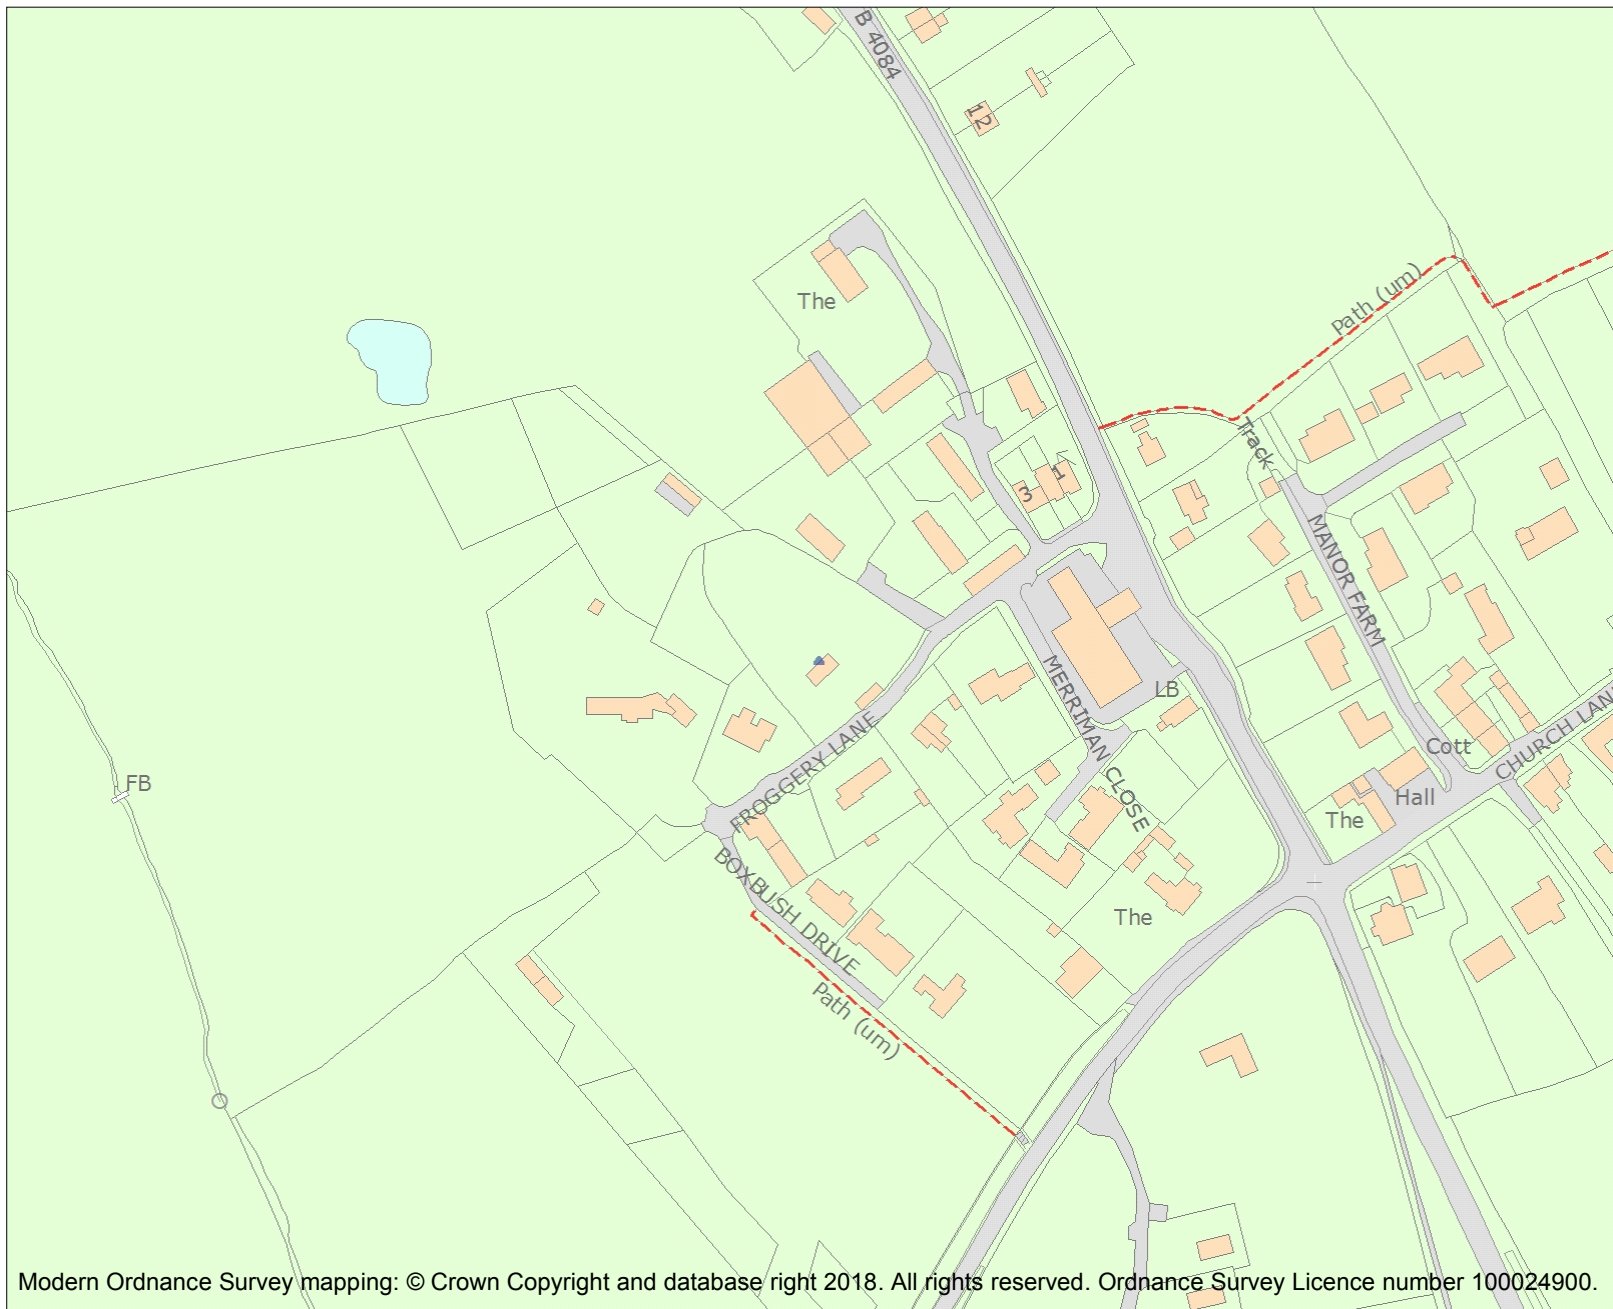 B 4084
12
The
Path (um)
Track
1
3
MANOR FARM
MERRIMAN CLOSE
LB
FROGGERY LANE
Cott
CHURCH LANE
Hall
The
FB
BOXBUSH DRIVE
The
Path (um)
Modern Ordnance Survey mapping: © Crown Copyright and database right 2018. All rights reserved. Ordnance Survey Licence number 100024900.